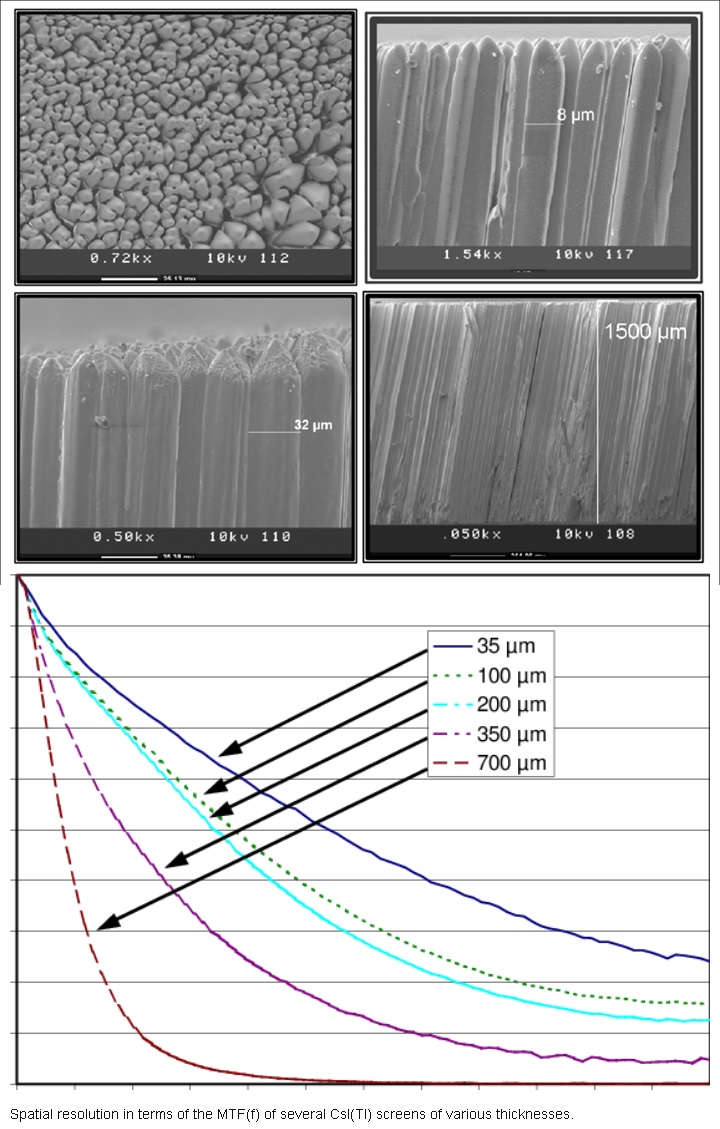 0.72kx 10kv 112
8 µm
1.54kx 10kv 117
32 µm
0.50kx 10kv 110
1500 µm
.050kx 10kv 108
35 µm
100 µm
200 µm
350 µm
700 µm
Spatial resolution in terms of the MTF(f) of several CsI(Tl) screens of various thicknesses.